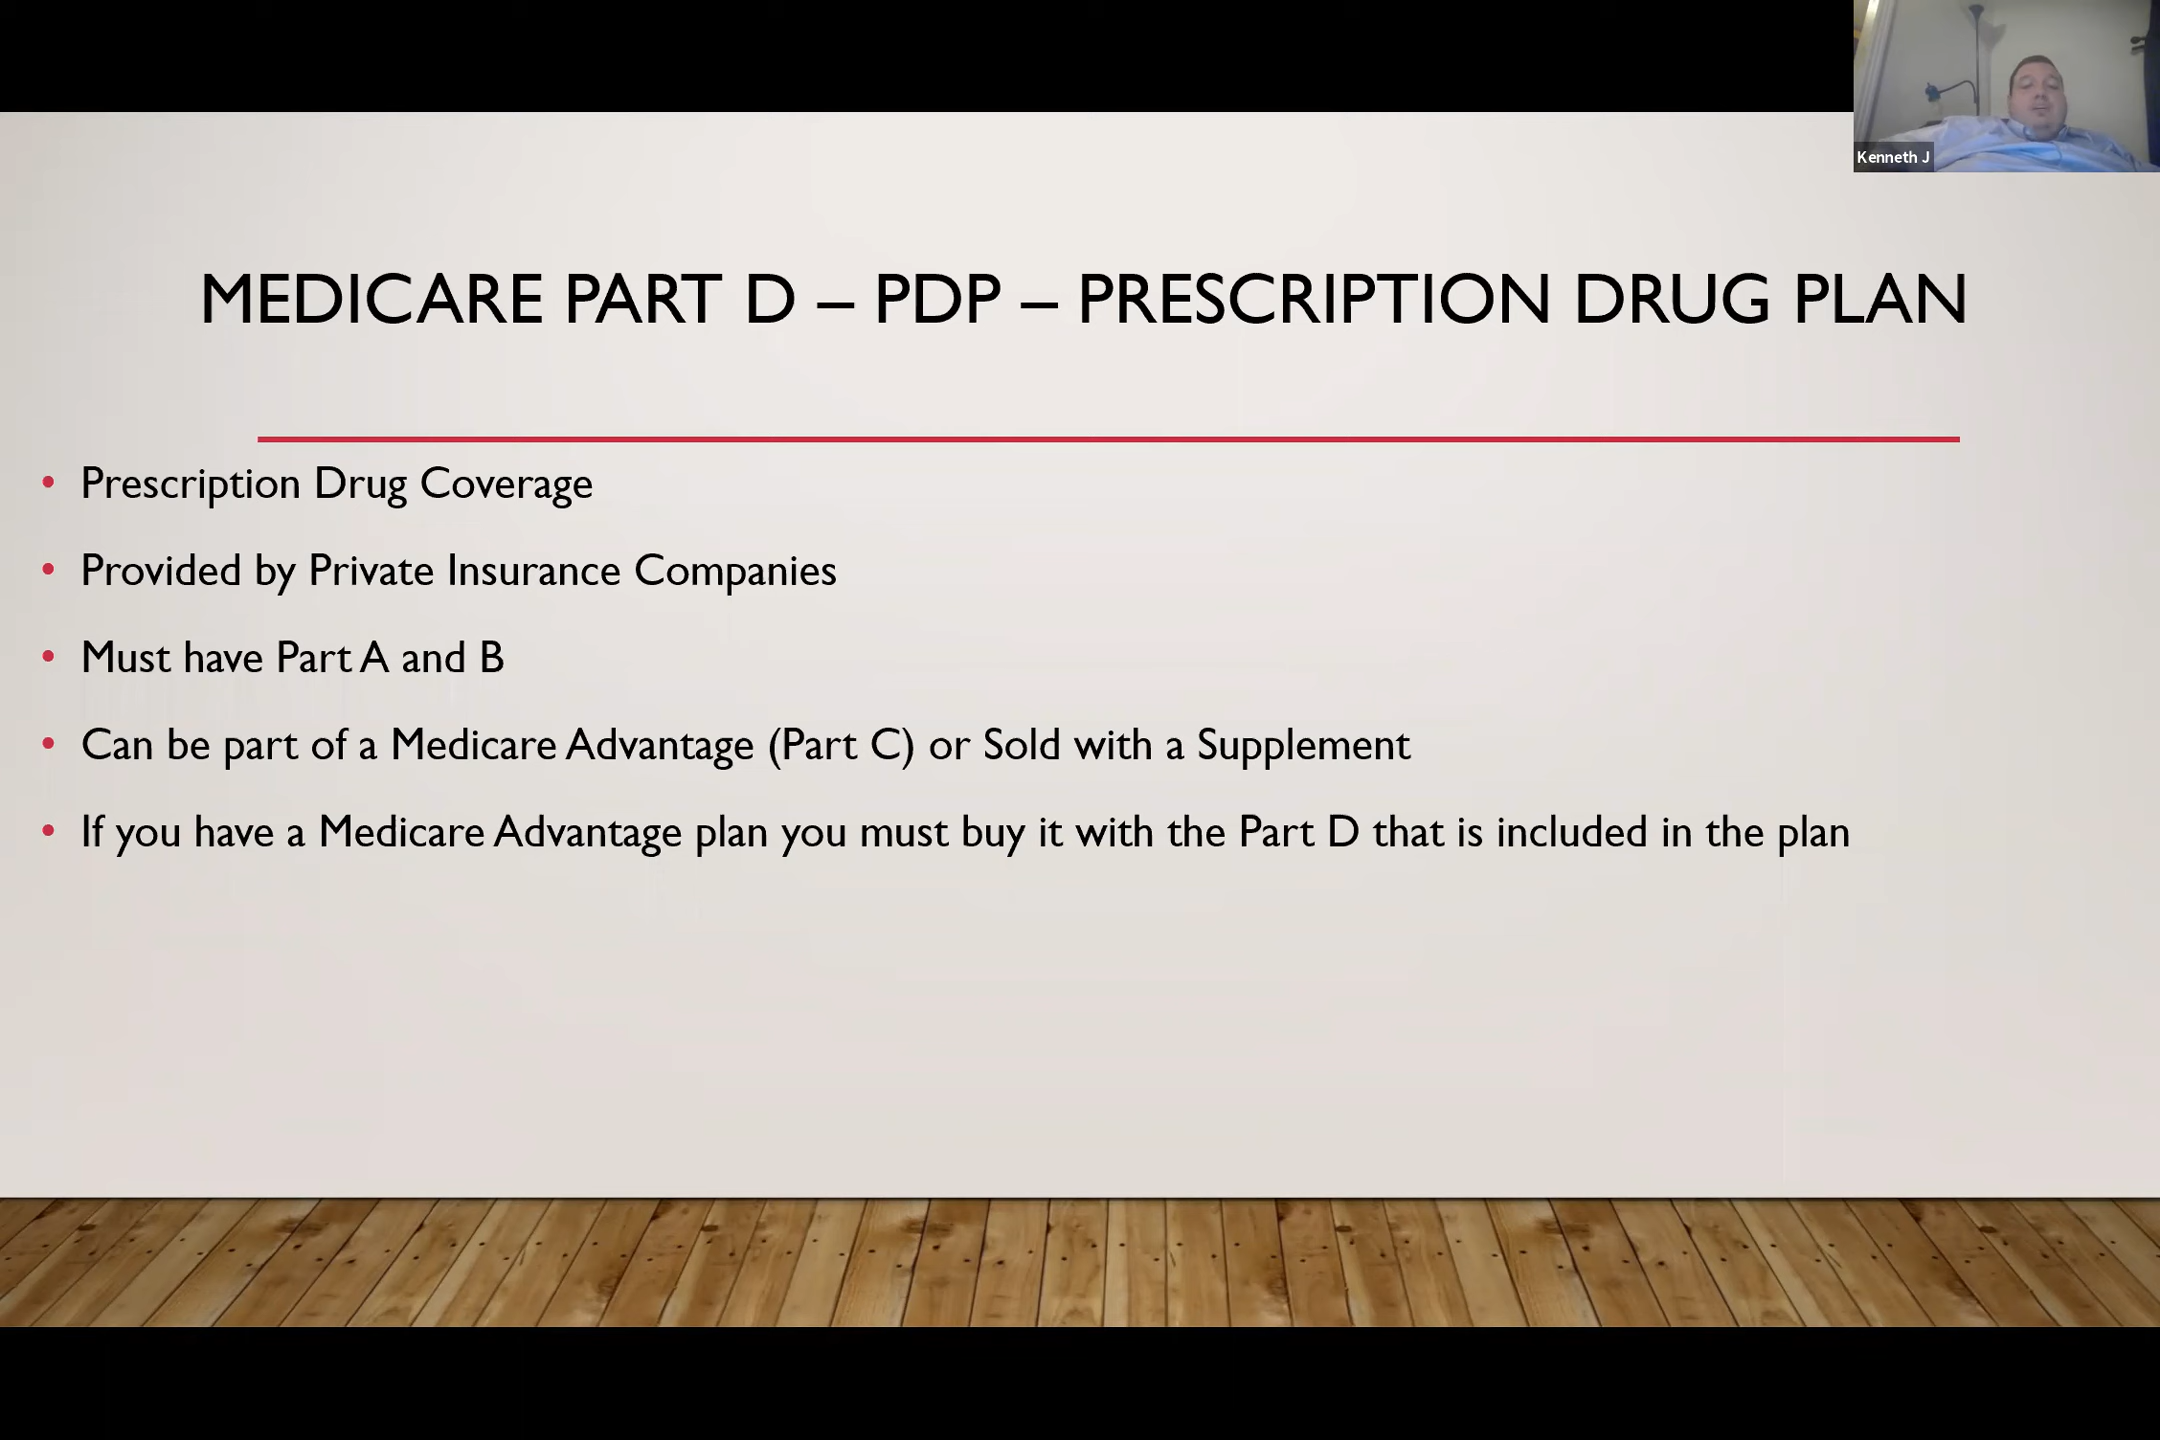 Kenneth J
MEDICARE PART D – PDP – PRESCRIPTION DRUG PLAN
• Prescription Drug Coverage
• Provided by Private Insurance Companies
• Must have Part A and B
• Can be part of a Medicare Advantage (Part C) or Sold with a Supplement
• If you have a Medicare Advantage plan you must buy it with the Part D that is included in the plan